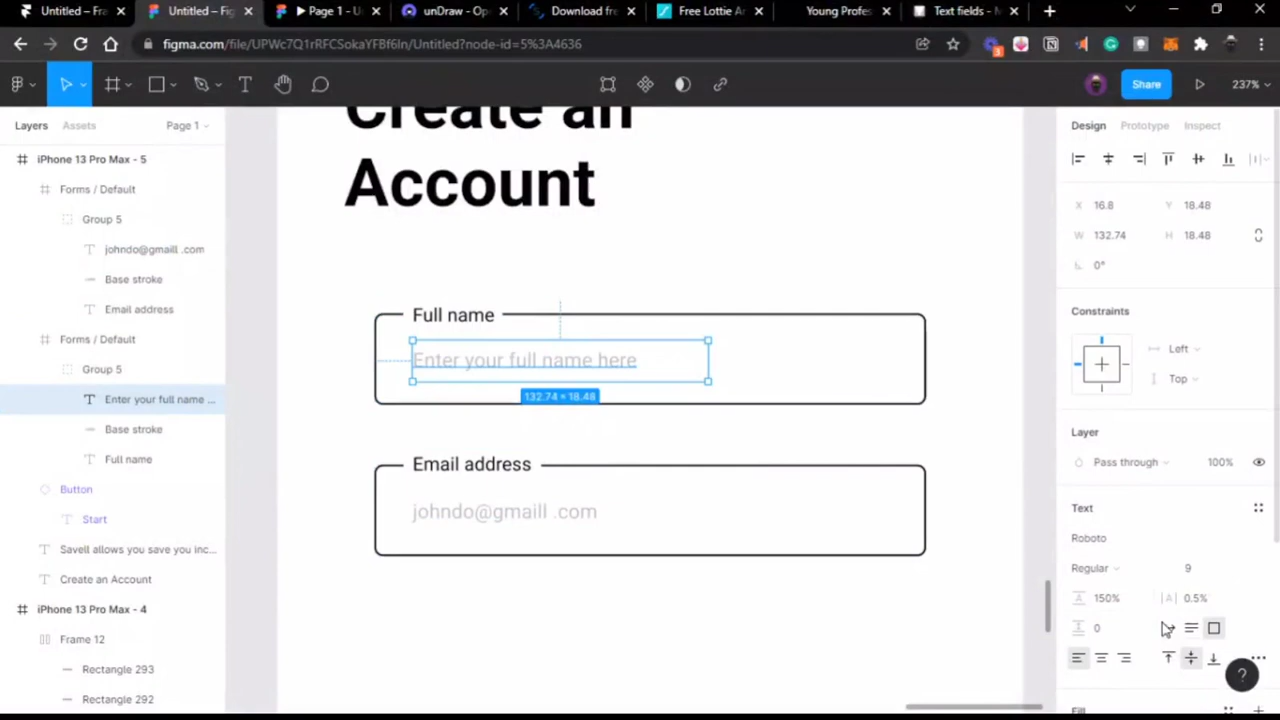 Untitled – Fra
Untitled – Fig
Page 1 – U
unDraw - Op
Download fre
Free Lottie Ar
Young Profes
Text fields - M
figma.com/file/UPWc7Q1rRFCSokaYFBf6ln/Untitled?node-id=5%3A4636
3
Share
237%
Layers
Assets
Page 1
Design
Prototype
Inspect
iPhone 13 Pro Max - 5
Forms / Default
Group 5
johndo@gmaill .com
Base stroke
Email address
Forms / Default
Group 5
Enter your full name ...
Base stroke
Full name
Button
Start
Savell allows you save you inc...
Create an Account
iPhone 13 Pro Max - 4
Frame 12
Rectangle 293
Rectangle 292
Create an
Account
Full name
Enter your full name here
132.74 × 18.48
Email address
johndo@gmaill .com
X 16.8
Y 18.48
W 132.74
H 18.48
0°
Constraints
Left
Top
Layer
Pass through
100%
Text
Roboto
Regular
9
150%
|A| 0.5%
0
?
Fill